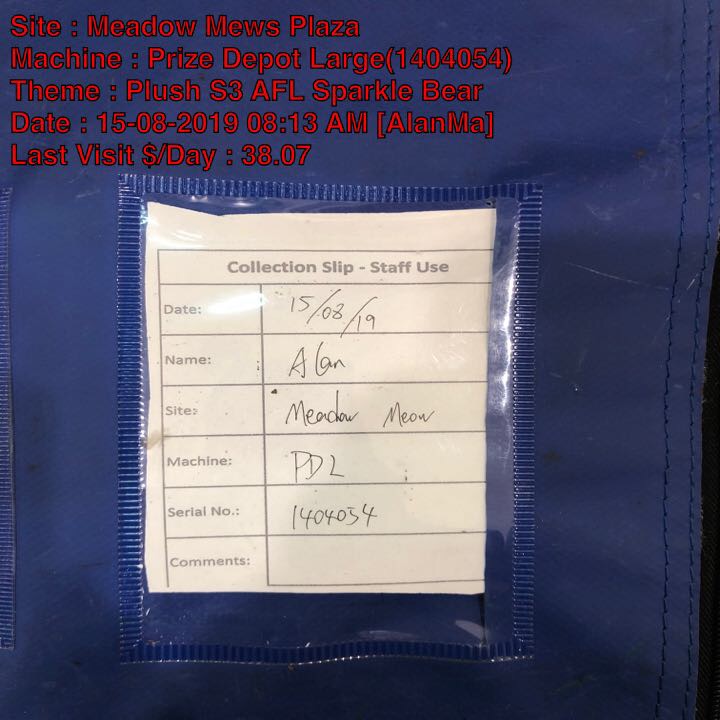 Site : Meadow Mews Plaza
Machine : Prize Depot Large(1404054)
Theme : Plush S3 AFL Sparkle Bear
Date : 15-08-2019 08:13 AM [AlanMa]
Last Visit $/Day : 38.07
Collection Slip - Staff Use
Date: 15/08/19
Name: Alan
Site: Meadow Meow
Machine: PDL
Serial No.: 1404054
Comments: